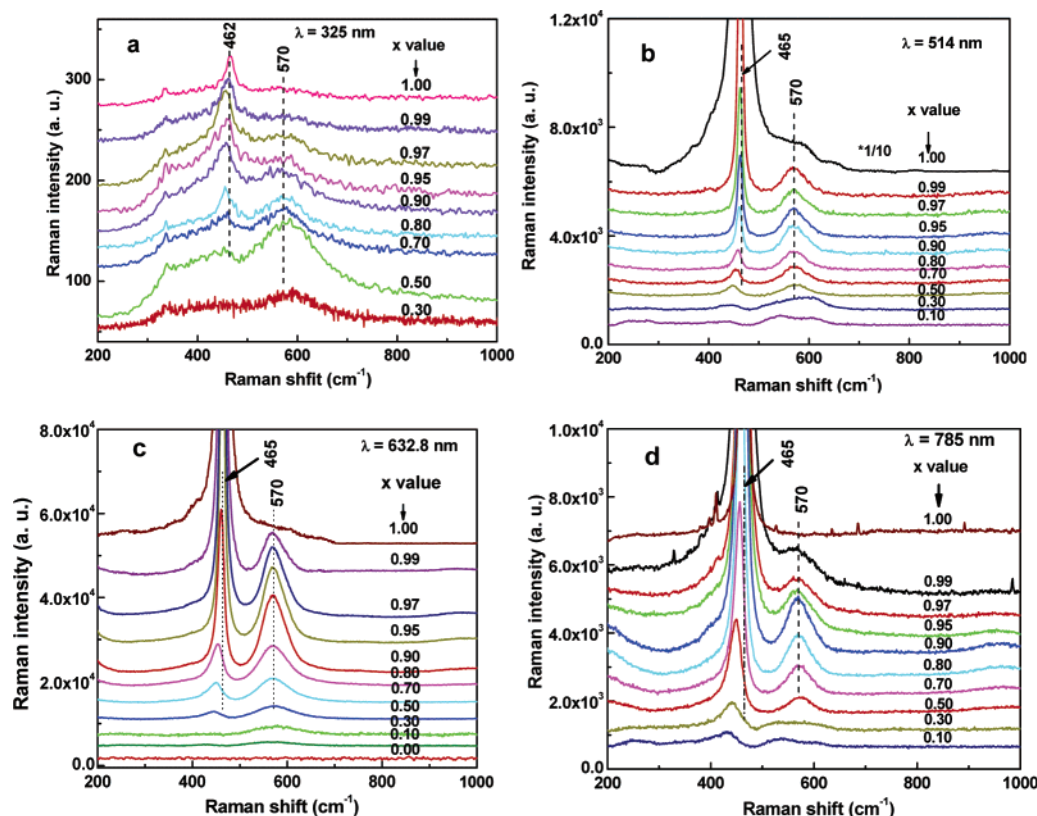 a
462
570
λ = 325 nm
x value
1.00
0.99
0.97
0.95
0.90
0.80
0.70
0.50
0.30
300
200
100
200 400 600 800 1000
Raman intensity (a. u.)
Raman shfit (cm⁻¹)
b
465
570
λ = 514 nm
x value
*1/10
1.00
0.99
0.97
0.95
0.90
0.80
0.70
0.50
0.30
0.10
1.2x10⁴
8.0x10³
4.0x10³
0.0
200 400 600 800 1000
Raman intensity (a. u.)
Raman shift (cm⁻¹)
c
465
570
λ = 632.8 nm
x value
1.00
0.99
0.97
0.95
0.90
0.80
0.70
0.50
0.30
0.10
0.00
8.0x10⁴
6.0x10⁴
4.0x10⁴
2.0x10⁴
0.0
200 400 600 800 1000
Raman intensity (a. u.)
Raman shift (cm⁻¹)
d
465
570
λ = 785 nm
x value
1.00
0.99
0.97
0.95
0.90
0.80
0.70
0.50
0.30
0.10
1.0x10⁴
8.0x10³
6.0x10³
4.0x10³
2.0x10³
0.0
200 400 600 800 1000
Raman intensity (a. u.)
Raman shift (cm⁻¹)